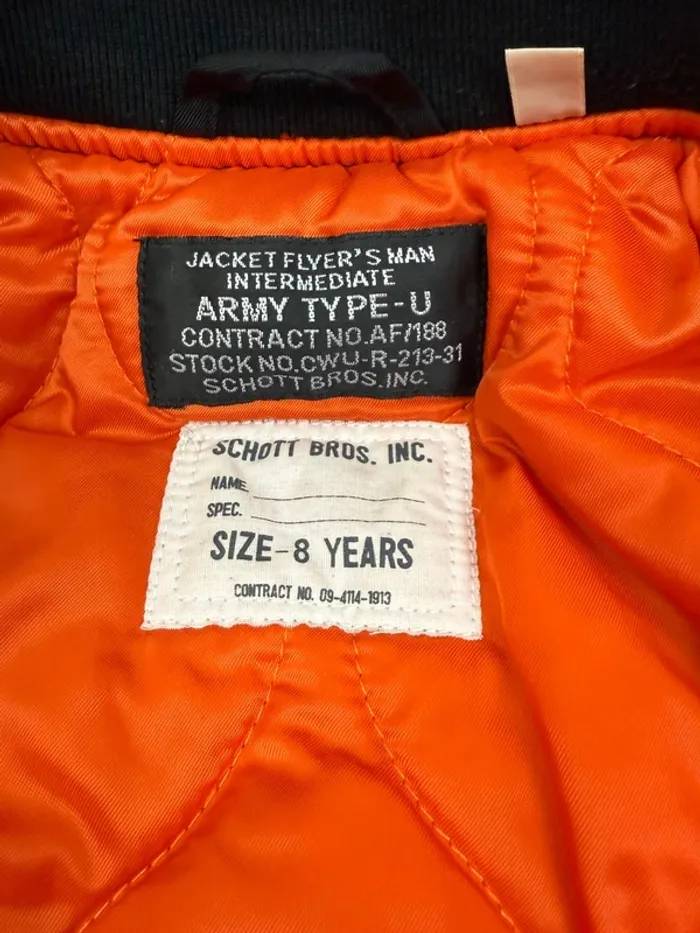 JACKET FLYER'S MAN
INTERMEDIATE
ARMY TYPE-U
CONTRACT NO.AF/188
STOCK NO.CWU-R-213-31
SCHOTT BROS.INC.
SCHOTT BROS. INC.
NAME
SPEC.
SIZE-8 YEARS
CONTRACT NO. 09-4114-1913